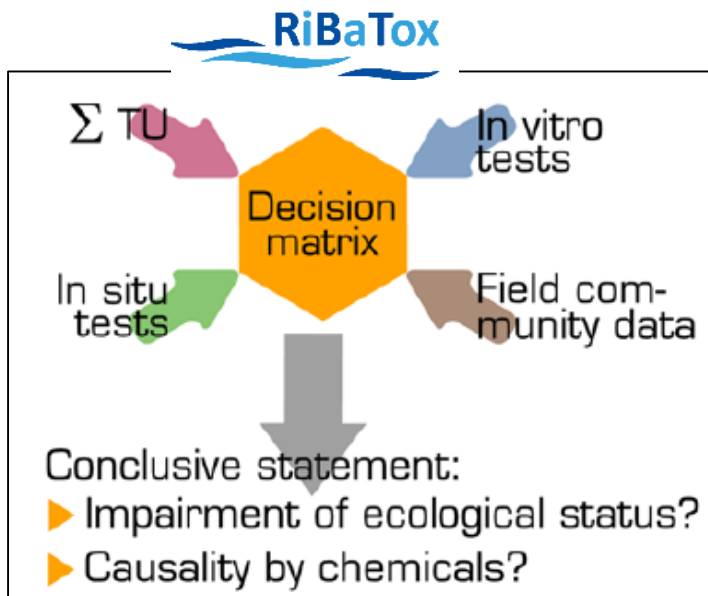 RiBaTox
Σ TU
In vitro
tests
Decision
matrix
In situ
tests
Field com-
munity data
Conclusive statement:
Impairment of ecological status?
Causality by chemicals?